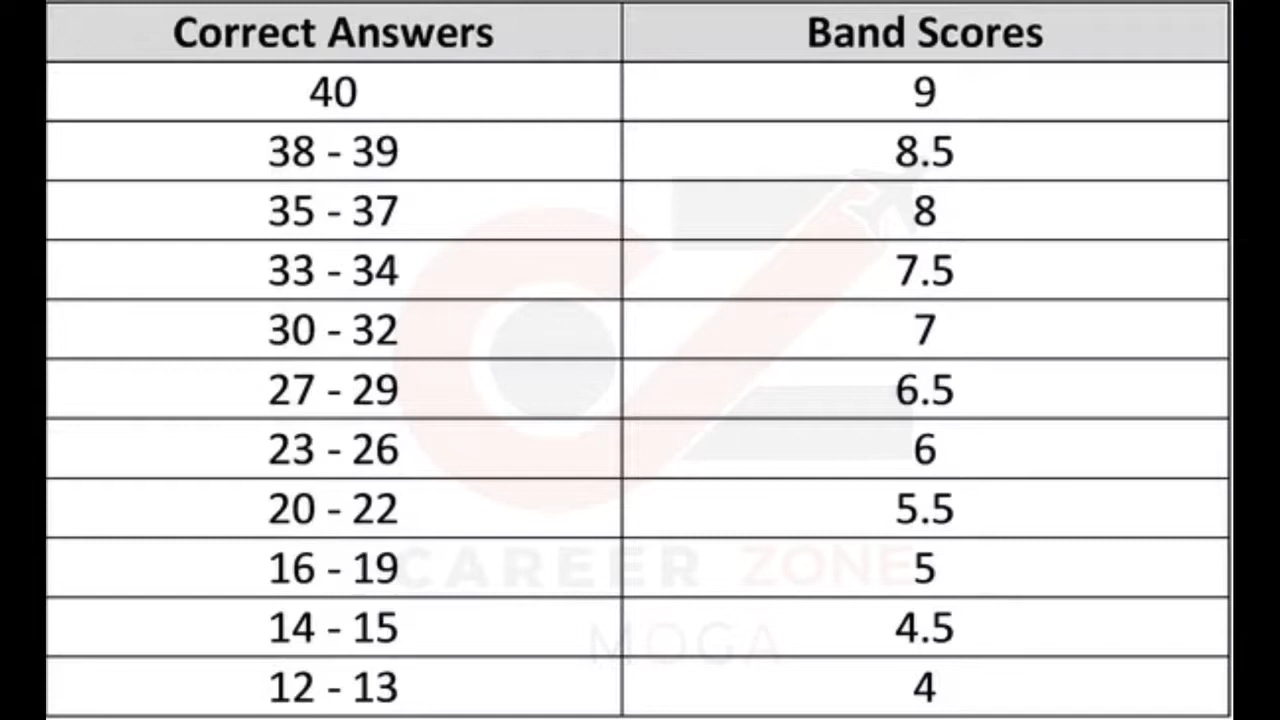 Correct Answers Band Scores
40 9
38 - 39 8.5
35 - 37 8
33 - 34 7.5
30 - 32 7
27 - 29 6.5
23 - 26 6
20 - 22 5.5
16 - 19 5
14 - 15 4.5
12 - 13 4
CAREER ZONE
MOGA